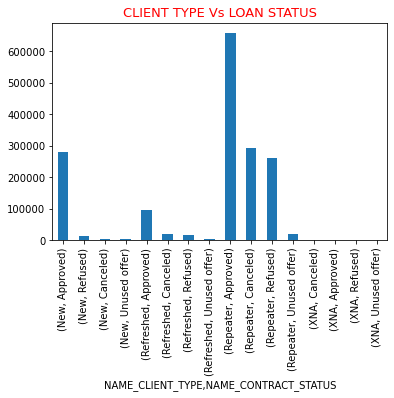 CLIENT TYPE Vs LOAN STATUS
600000
500000
400000
300000
200000
100000
0
(New, Approved)
(New, Refused)
(New, Canceled)
(New, Unused offer)
(Refreshed, Approved)
(Refreshed, Canceled)
(Refreshed, Refused)
(Refreshed, Unused offer)
(Repeater, Approved)
(Repeater, Canceled)
(Repeater, Refused)
(Repeater, Unused offer)
(XNA, Canceled)
(XNA, Approved)
(XNA, Refused)
(XNA, Unused offer)
NAME_CLIENT_TYPE,NAME_CONTRACT_STATUS